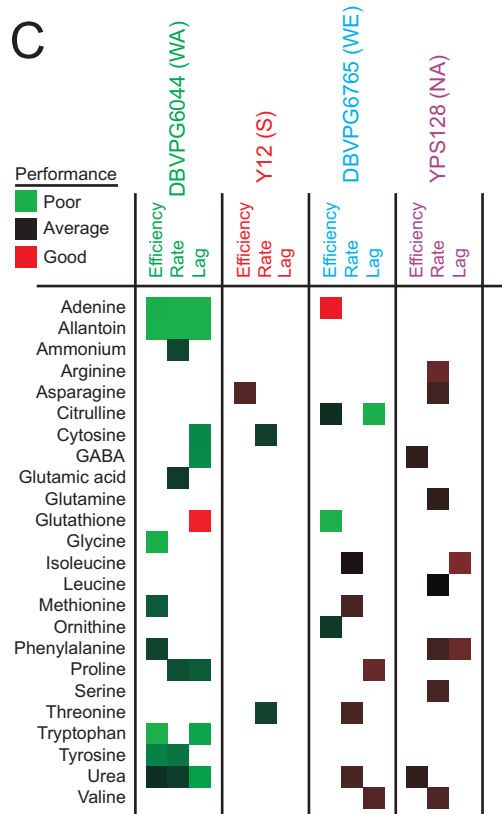 C
DBVPG6044 (WA)
Y12 (S)
DBVPG6765 (WE)
YPS128 (NA)
Performance
Poor
Average
Good
Efficiency
Rate
Lag
Efficiency
Rate
Lag
Efficiency
Rate
Lag
Efficiency
Rate
Lag
Adenine
Allantoin
Ammonium
Arginine
Asparagine
Citrulline
Cytosine
GABA
Glutamic acid
Glutamine
Glutathione
Glycine
Isoleucine
Leucine
Methionine
Ornithine
Phenylalanine
Proline
Serine
Threonine
Tryptophan
Tyrosine
Urea
Valine